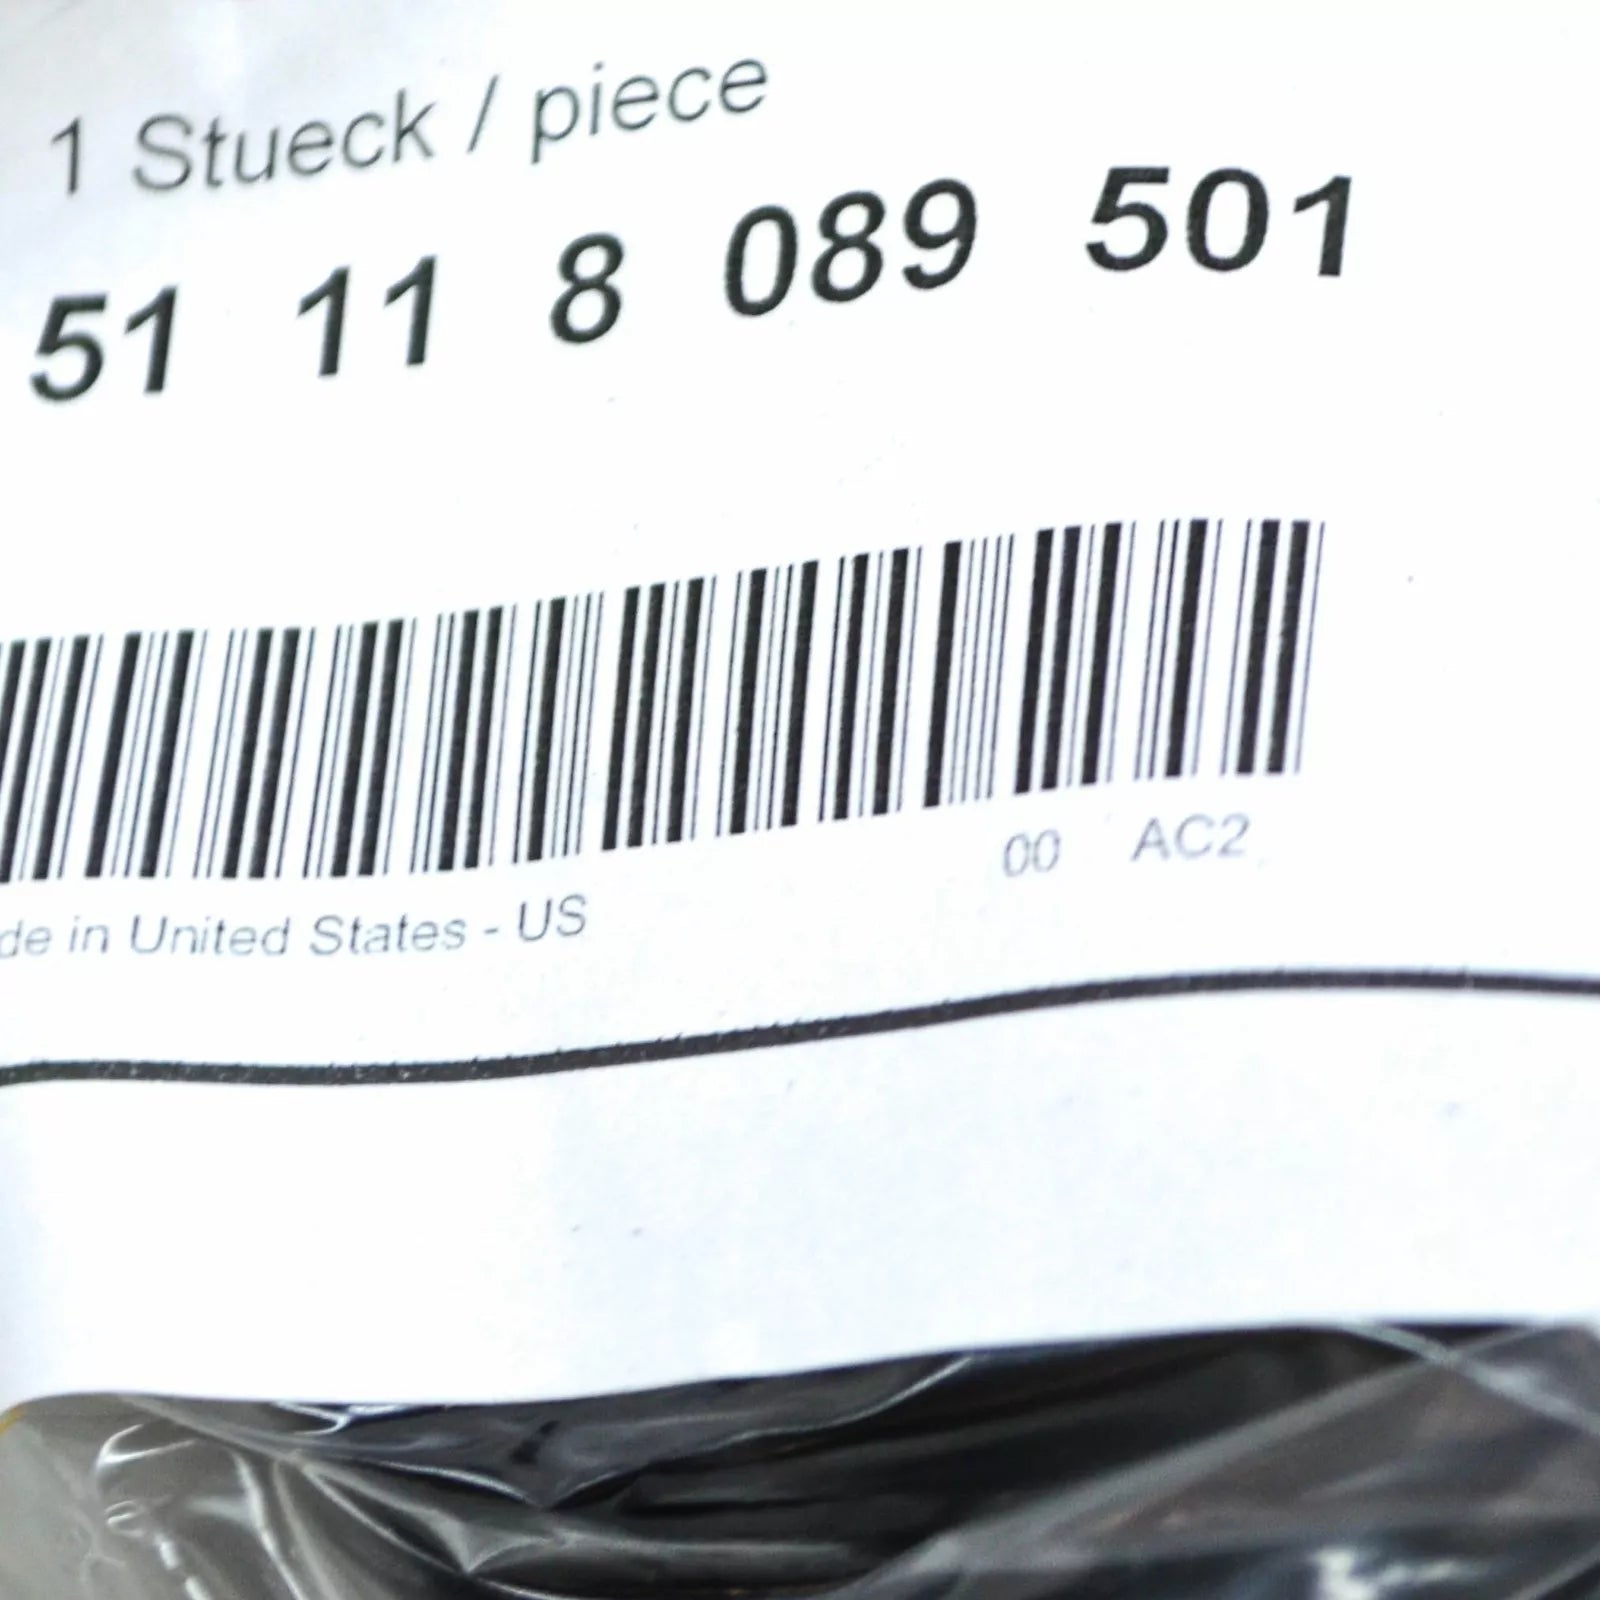 1 Stueck / piece
51 11 8 089 501
00 AC2
de in United States - US